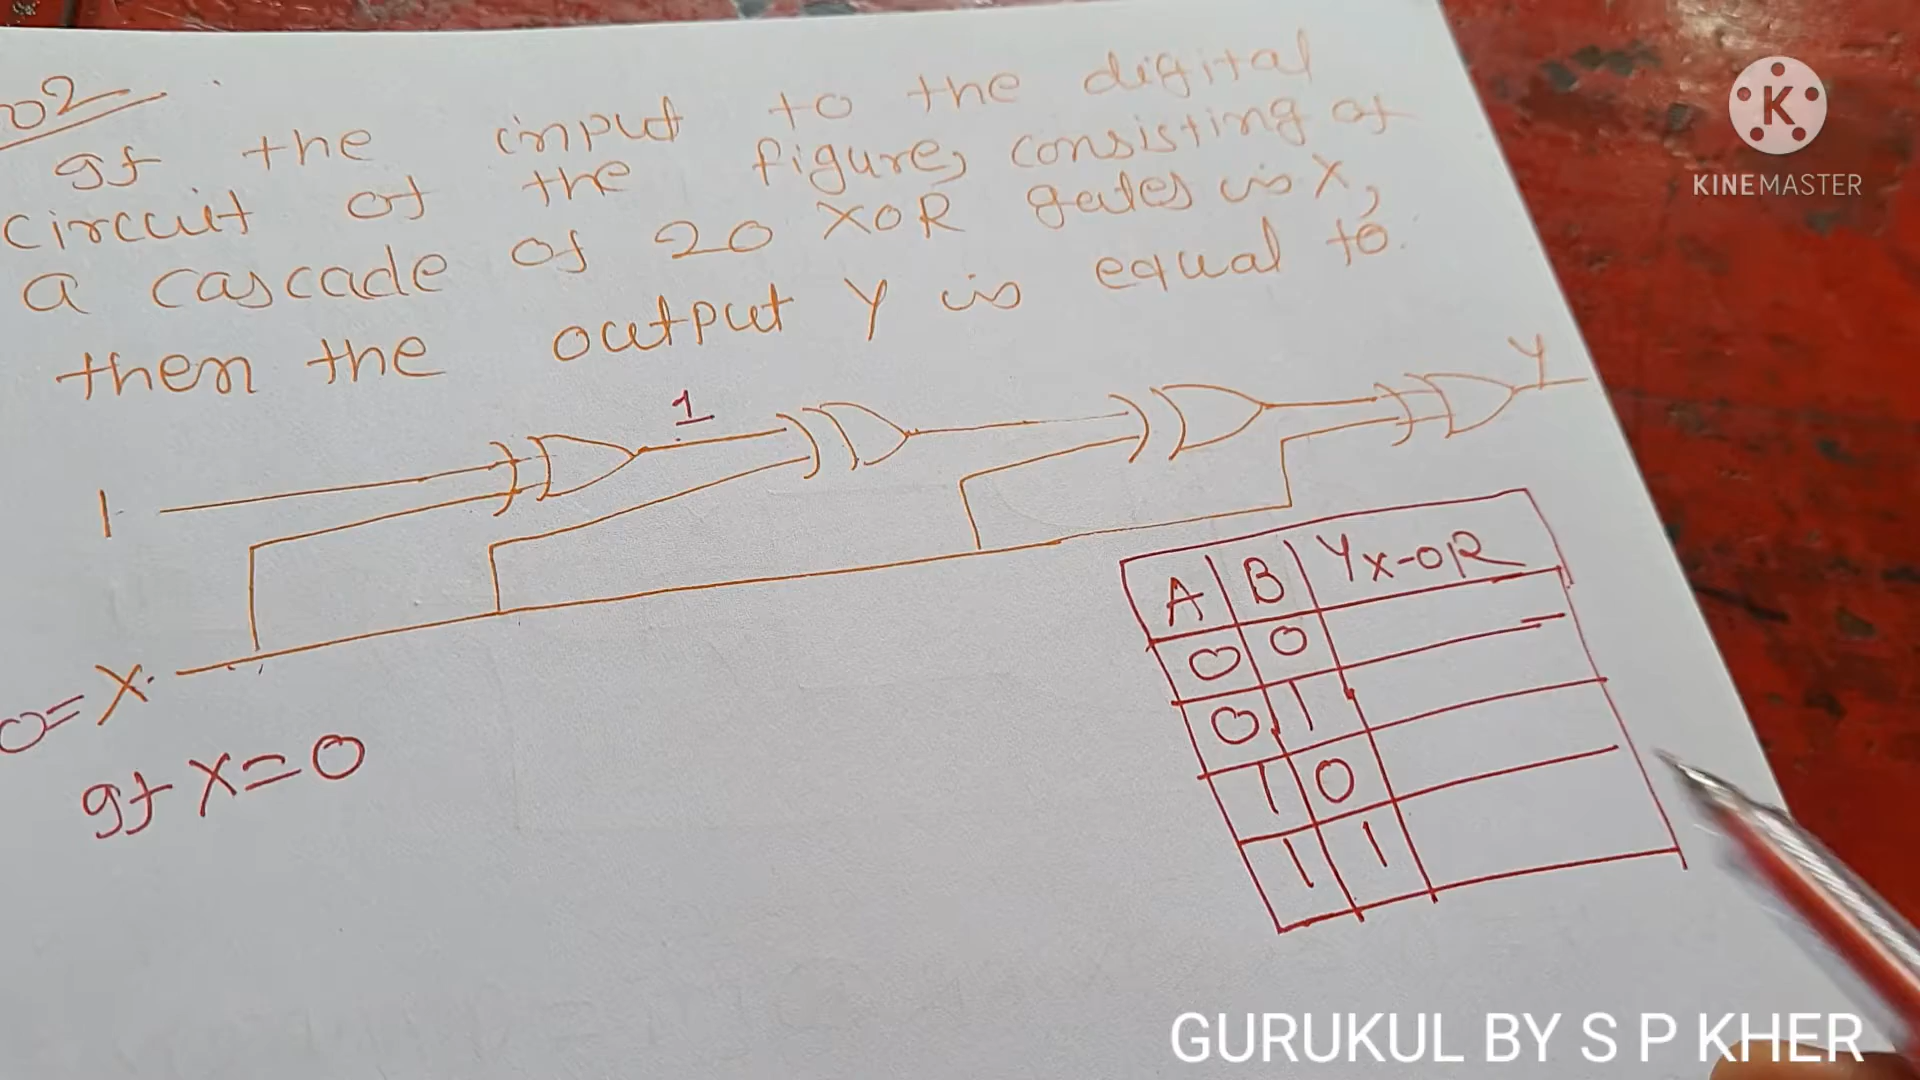 02
If the input to the digital
circuit of the figure, consisting of
a cascade of 20 XOR gates is X,
then the output Y is equal to.
1
Y
1
0=X
If X=0
A B Y X-OR
0 0
0 1
1 0
1 1
K
KINEMASTER
GURUKUL BY S P KHER